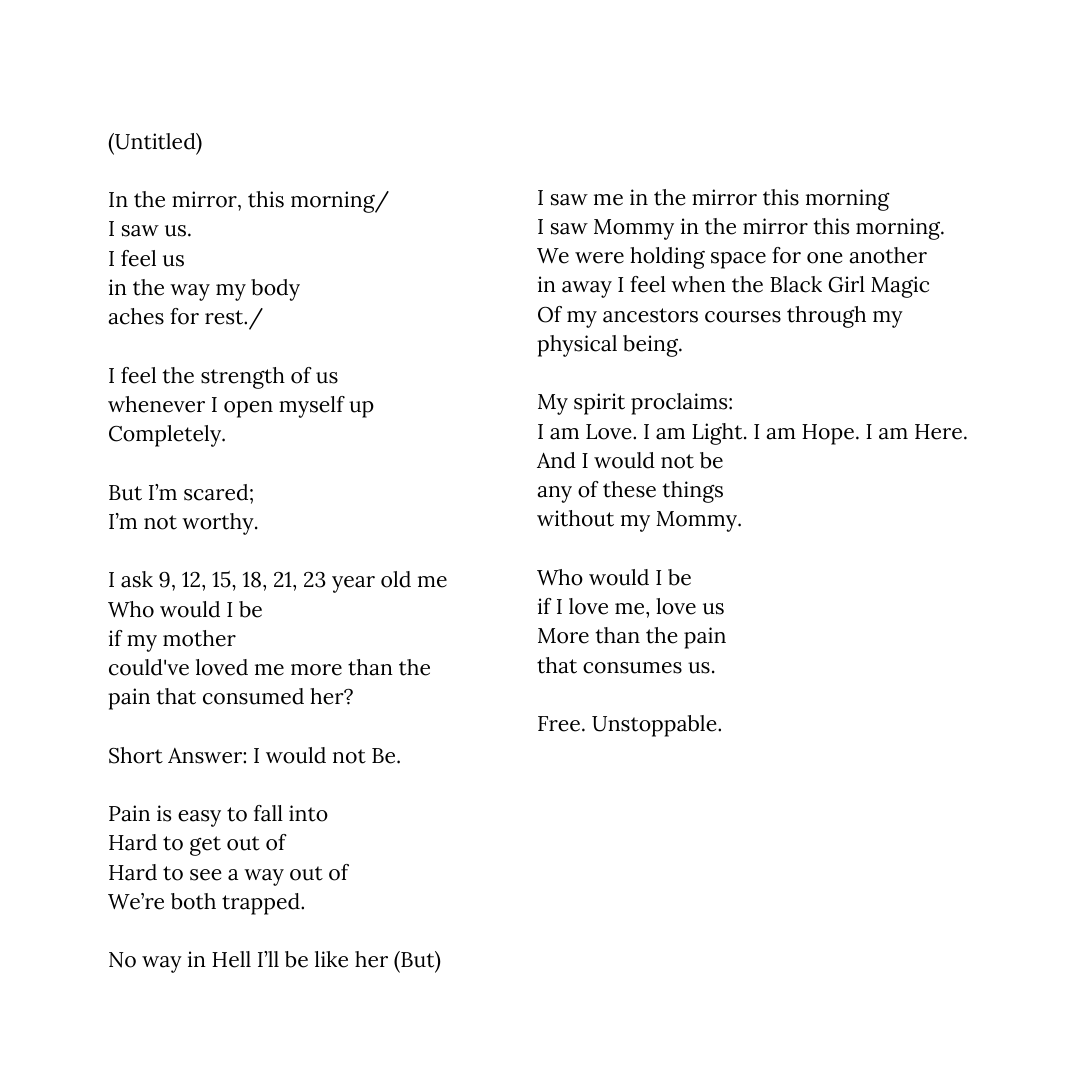 (Untitled)
In the mirror, this morning/
I saw us.
I feel us
in the way my body
aches for rest./
I feel the strength of us
whenever I open myself up
Completely.
But I’m scared;
I’m not worthy.
I ask 9, 12, 15, 18, 21, 23 year old me
Who would I be
if my mother
could've loved me more than the
pain that consumed her?
Short Answer: I would not Be.
Pain is easy to fall into
Hard to get out of
Hard to see a way out of
We’re both trapped.
No way in Hell I’ll be like her (But)
I saw me in the mirror this morning
I saw Mommy in the mirror this morning.
We were holding space for one another
in away I feel when the Black Girl Magic
Of my ancestors courses through my
physical being.
My spirit proclaims:
I am Love. I am Light. I am Hope. I am Here.
And I would not be
any of these things
without my Mommy.
Who would I be
if I love me, love us
More than the pain
that consumes us.
Free. Unstoppable.